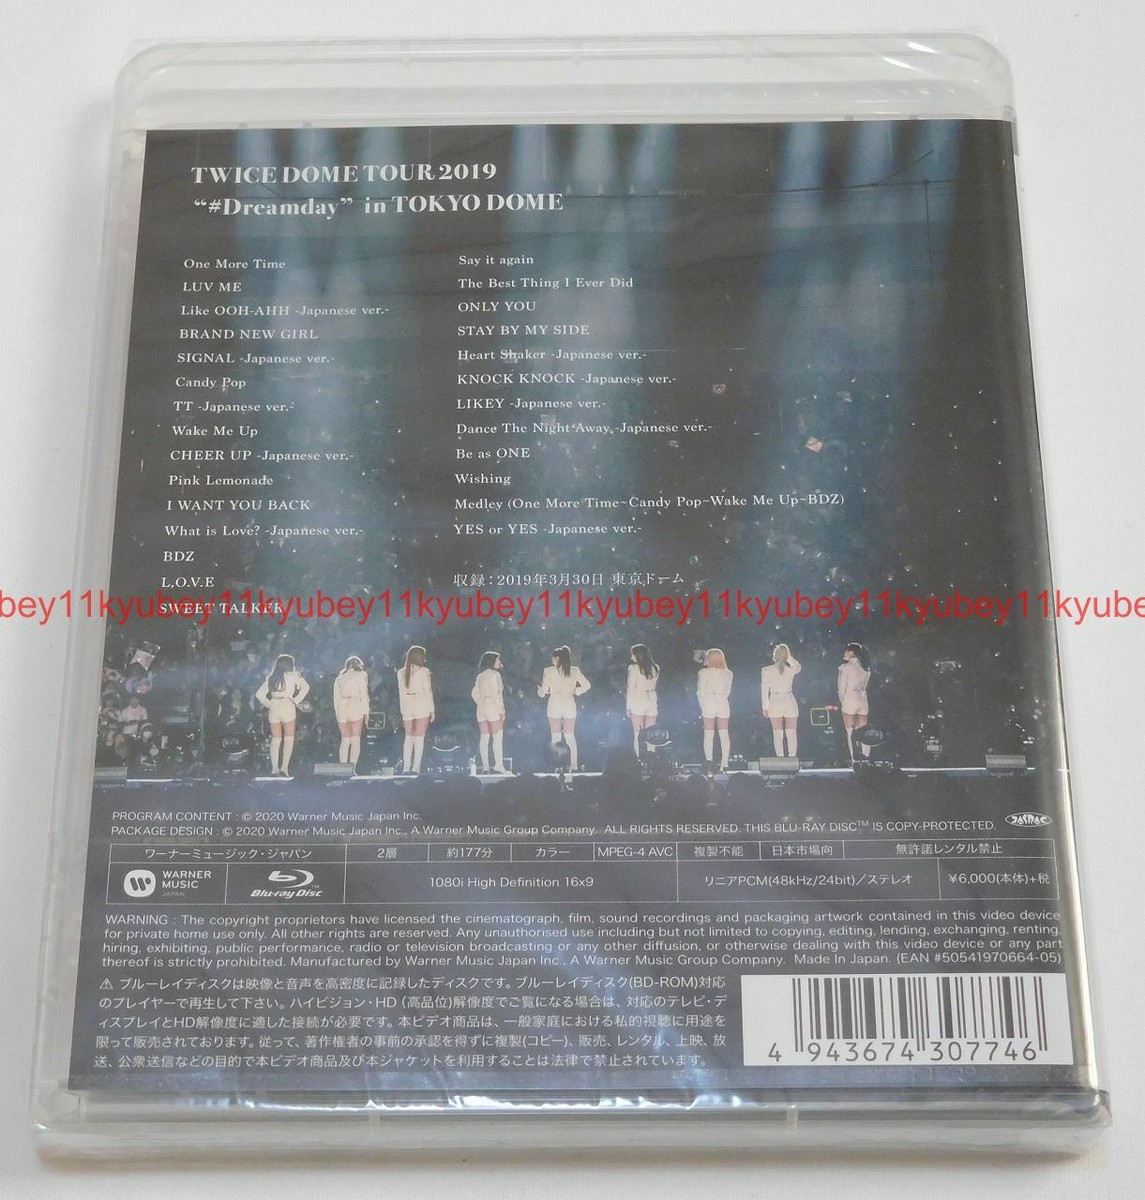 TWICE DOME TOUR 2019
“#Dreamday” in TOKYO DOME
One More Time
LUV ME
Like OOH-AHH -Japanese ver.-
BRAND NEW GIRL
SIGNAL -Japanese ver.-
Candy Pop
TT -Japanese ver.-
Wake Me Up
CHEER UP -Japanese ver.-
Pink Lemonade
I WANT YOU BACK
What is Love? -Japanese ver.-
BDZ
L.O.V.E
SWEET TALKER
Say it again
The Best Thing I Ever Did
ONLY YOU
STAY BY MY SIDE
Heart Shaker -Japanese ver.-
KNOCK KNOCK -Japanese ver.-
LIKEY -Japanese ver.-
Dance The Night Away -Japanese ver.-
Be as ONE
Wishing
Medley (One More Time~Candy Pop~Wake Me Up~BDZ)
YES or YES -Japanese ver.-
収録：2019年3月30日 東京ドーム
bey11kyubey11kyubey11kyubey11kyubey11kyubey11kyubey11kyubey11kyubey11kyube
PROGRAM CONTENT : © 2020 Warner Music Japan Inc.
PACKAGE DESIGN : © 2020 Warner Music Japan Inc., A Warner Music Group Company. ALL RIGHTS RESERVED. THIS BLU-RAY DISC™ IS COPY-PROTECTED.
JASRAC
ワーナーミュージック・ジャパン 2層 約177分 カラー MPEG-4 AVC 複製不能 日本市場向 無許諾レンタル禁止
WARNER MUSIC JAPAN Blu-ray Disc™ 1080i High Definition 16x9 リニアPCM(48kHz/24bit)／ステレオ ¥6,000(本体)+税
WARNING : The copyright proprietors have licensed the cinematograph, film, sound recordings and packaging artwork contained in this video device
for private home use only. All other rights are reserved. Any unauthorised use including but not limited to copying, editing, lending, exchanging, renting,
hiring, exhibiting, public performance, radio or television broadcasting or any other diffusion, or otherwise dealing with this video device or any part
thereof is strictly prohibited. Manufactured by Warner Music Japan Inc., A Warner Music Group Company. Made In Japan. (EAN #50541970664-05)
⚠ ブルーレイディスクは映像と音声を高密度に記録したディスクです。ブルーレイディスク(BD-ROM)対応
のプレイヤーで再生して下さい。ハイビジョン・HD（高品位)解像度でご覧になる場合は、対応のテレビ・デ
ィスプレイとHD解像度に適した接続が必要です。本ビデオ商品は、一般家庭における私的視聴に用途を
限って販売されております。従って、著作権者の事前の承認を得ずに複製(コピー)、販売、レンタル、上映、放
送、公衆送信などの目的で本ビデオ商品及び本ジャケットを利用することは法律で禁止されています。
4 943674 307746